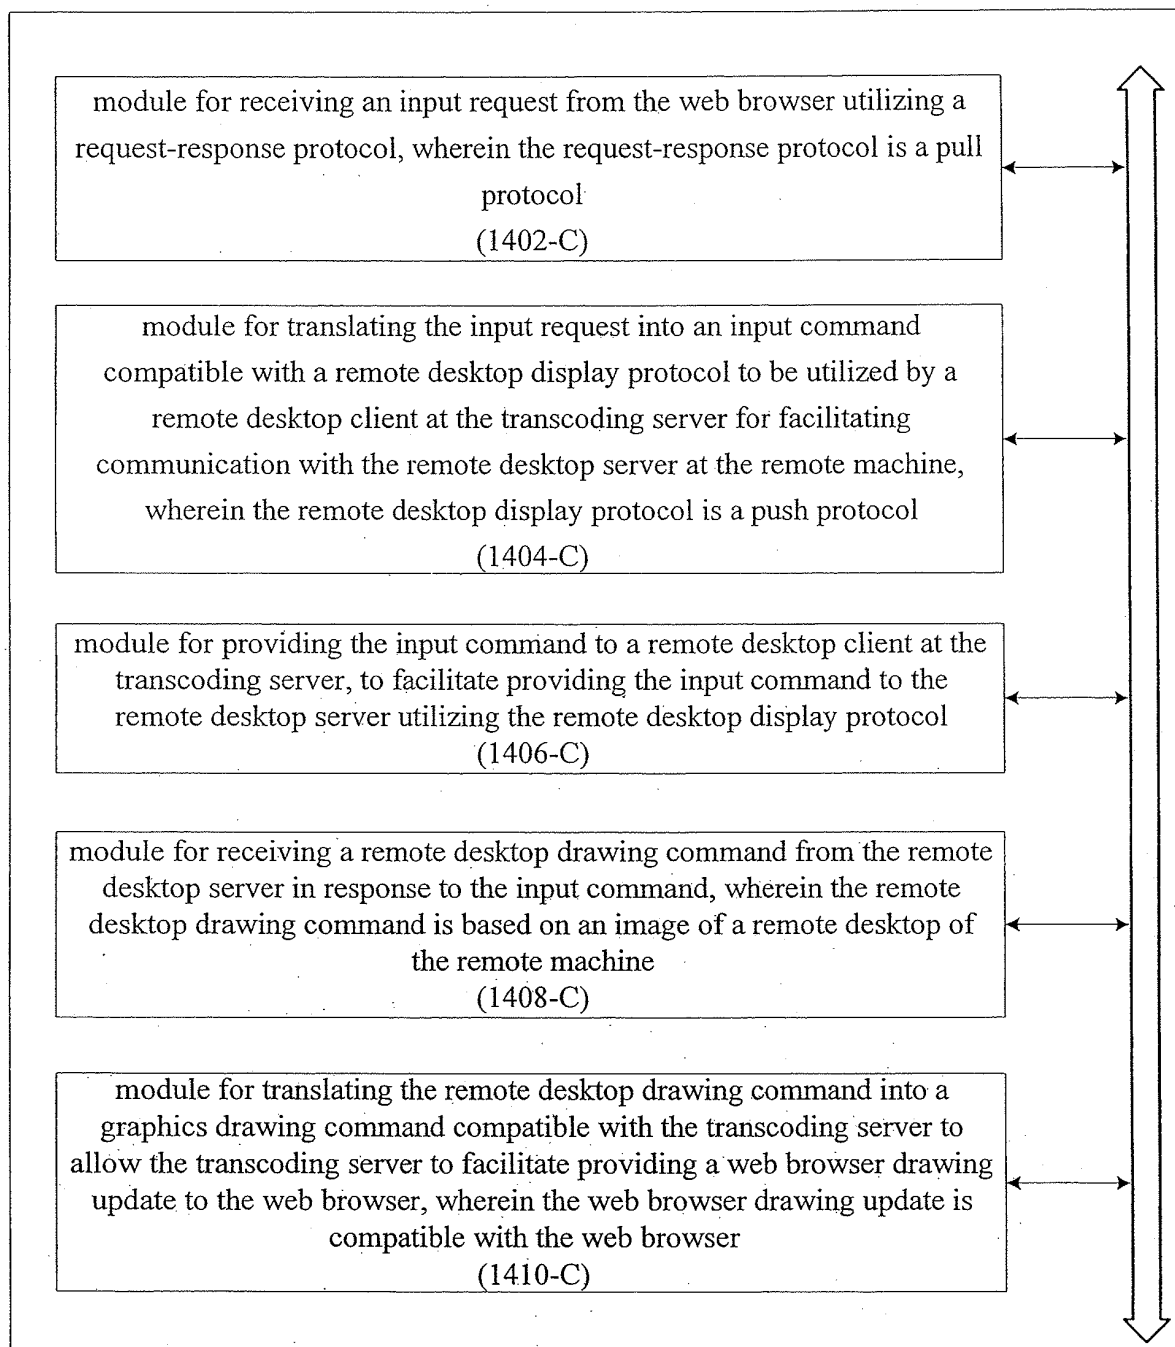 module for receiving an input request from the web browser utilizing a
request-response protocol, wherein the request-response protocol is a pull
protocol
(1402-C)
module for translating the input request into an input command
compatible with a remote desktop display protocol to be utilized by a
remote desktop client at the transcoding server for facilitating
communication with the remote desktop server at the remote machine,
wherein the remote desktop display protocol is a push protocol
(1404-C)
module for providing the input command to a remote desktop client at the
transcoding server, to facilitate providing the input command to the
remote desktop server utilizing the remote desktop display protocol
(1406-C)
module for receiving a remote desktop drawing command from the remote
desktop server in response to the input command, wherein the remote
desktop drawing command is based on an image of a remote desktop of
the remote machine
(1408-C)
module for translating the remote desktop drawing command into a
graphics drawing command compatible with the transcoding server to
allow the transcoding server to facilitate providing a web browser drawing
update to the web browser, wherein the web browser drawing update is
compatible with the web browser
(1410-C)